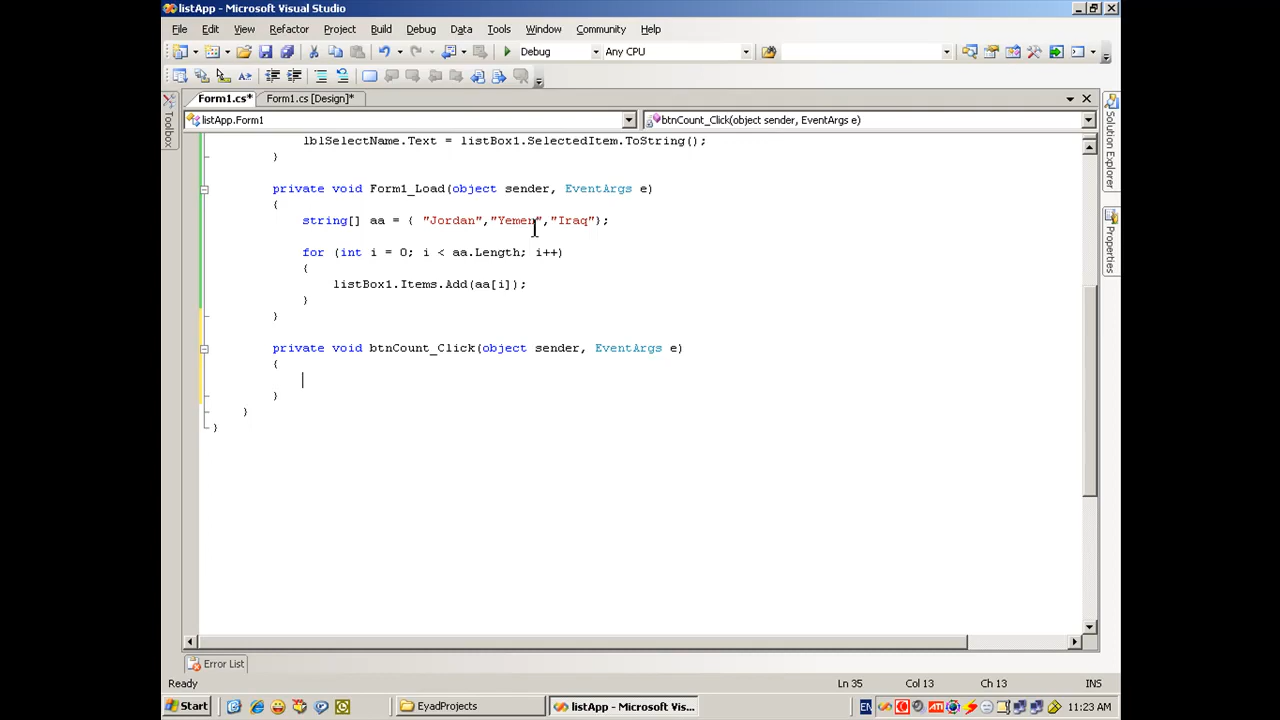 listApp - Microsoft Visual Studio
File Edit View Refactor Project Build Debug Data Tools Window Community Help
Debug Any CPU
Form1.cs* Form1.cs [Design]*
listApp.Form1 btnCount_Click(object sender, EventArgs e)
Toolbox
Solution Explorer
Properties
lblSelectName.Text = listBox1.SelectedItem.ToString();
}
private void Form1_Load(object sender, EventArgs e)
{
string[] aa = { "Jordan","Yemen","Iraq"};
for (int i = 0; i < aa.Length; i++)
{
listBox1.Items.Add(aa[i]);
}
}
private void btnCount_Click(object sender, EventArgs e)
{
}
}
}
Error List
Ready Ln 35 Col 13 Ch 13 INS
Start EyadProjects listApp - Microsoft Vis... EN 11:23 AM